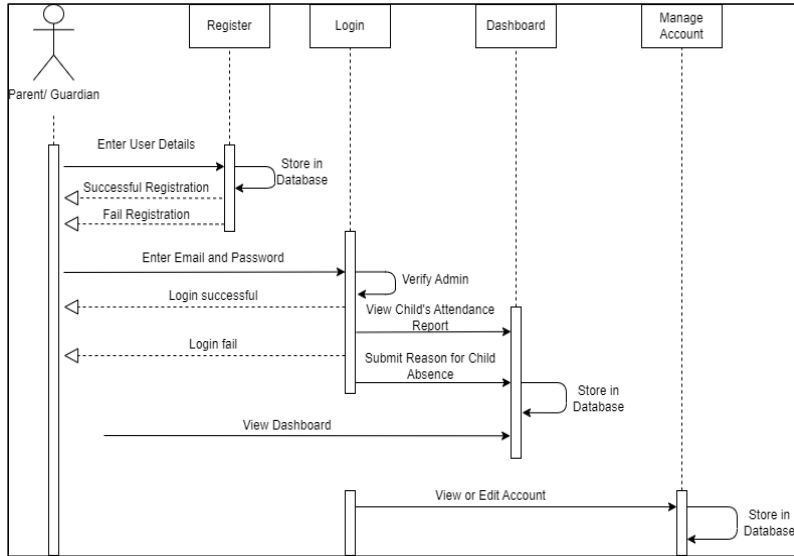 Register
Login
Dashboard
Manage
Account
Parent/ Guardian
Enter User Details
Store in
Database
Successful Registration
Fail Registration
Enter Email and Password
Verify Admin
Login successful
View Child's Attendance
Report
Login fail
Submit Reason for Child
Absence
Store in
Database
View Dashboard
View or Edit Account
Store in
Database